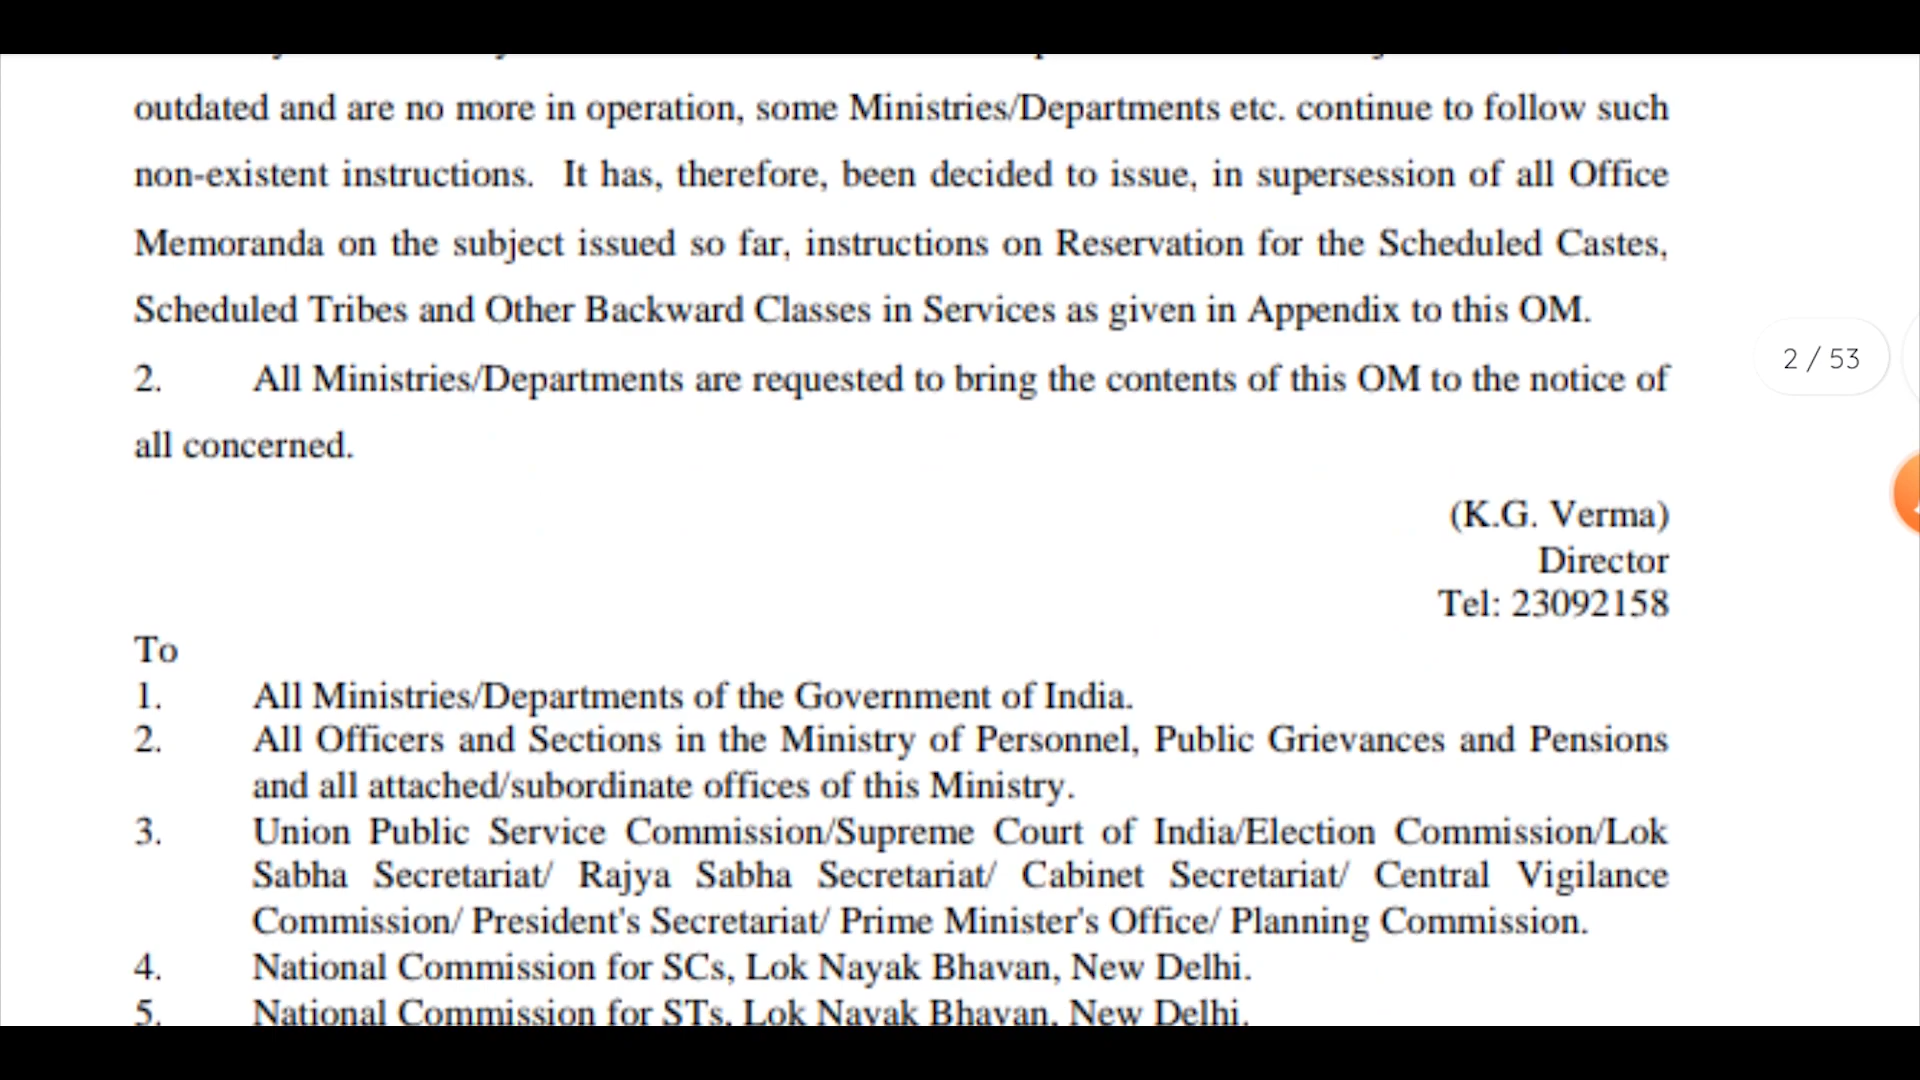 outdated and are no more in operation, some Ministries/Departments etc. continue to follow such
non-existent instructions. It has, therefore, been decided to issue, in supersession of all Office
Memoranda on the subject issued so far, instructions on Reservation for the Scheduled Castes,
Scheduled Tribes and Other Backward Classes in Services as given in Appendix to this OM.
2 / 53
2. All Ministries/Departments are requested to bring the contents of this OM to the notice of
all concerned.
(K.G. Verma)
Director
Tel: 23092158
To
1. All Ministries/Departments of the Government of India.
2. All Officers and Sections in the Ministry of Personnel, Public Grievances and Pensions
and all attached/subordinate offices of this Ministry.
3. Union Public Service Commission/Supreme Court of India/Election Commission/Lok
Sabha Secretariat/ Rajya Sabha Secretariat/ Cabinet Secretariat/ Central Vigilance
Commission/ President's Secretariat/ Prime Minister's Office/ Planning Commission.
4. National Commission for SCs, Lok Nayak Bhavan, New Delhi.
5. National Commission for STs, Lok Nayak Bhavan, New Delhi.